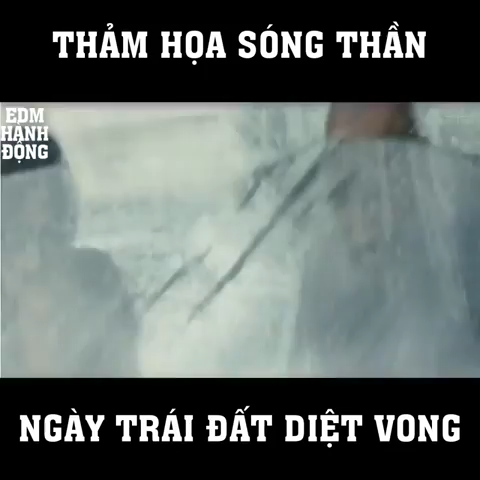 THẢM HỌA SÓNG THẦN
EDM
HÀNH
ĐỘNG
NGÀY TRÁI ĐẤT DIỆT VONG